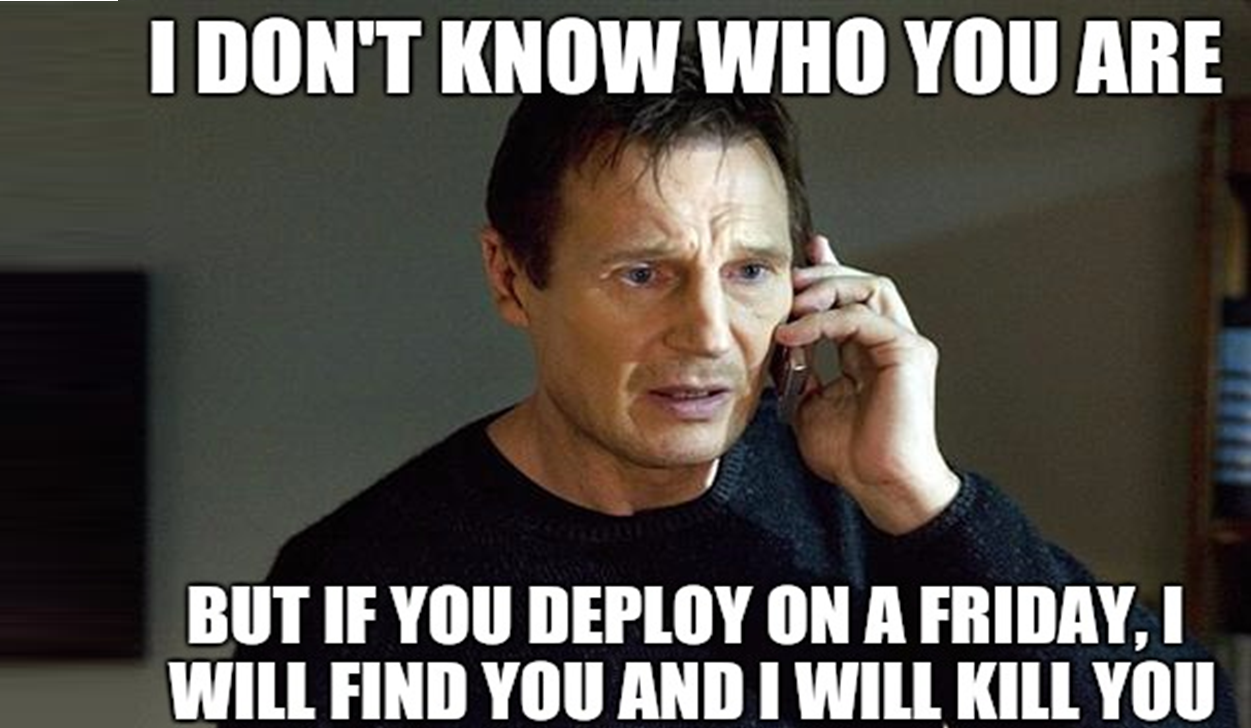 I DON'T KNOW WHO YOU ARE
BUT IF YOU DEPLOY ON A FRIDAY, I
WILL FIND YOU AND I WILL KILL YOU